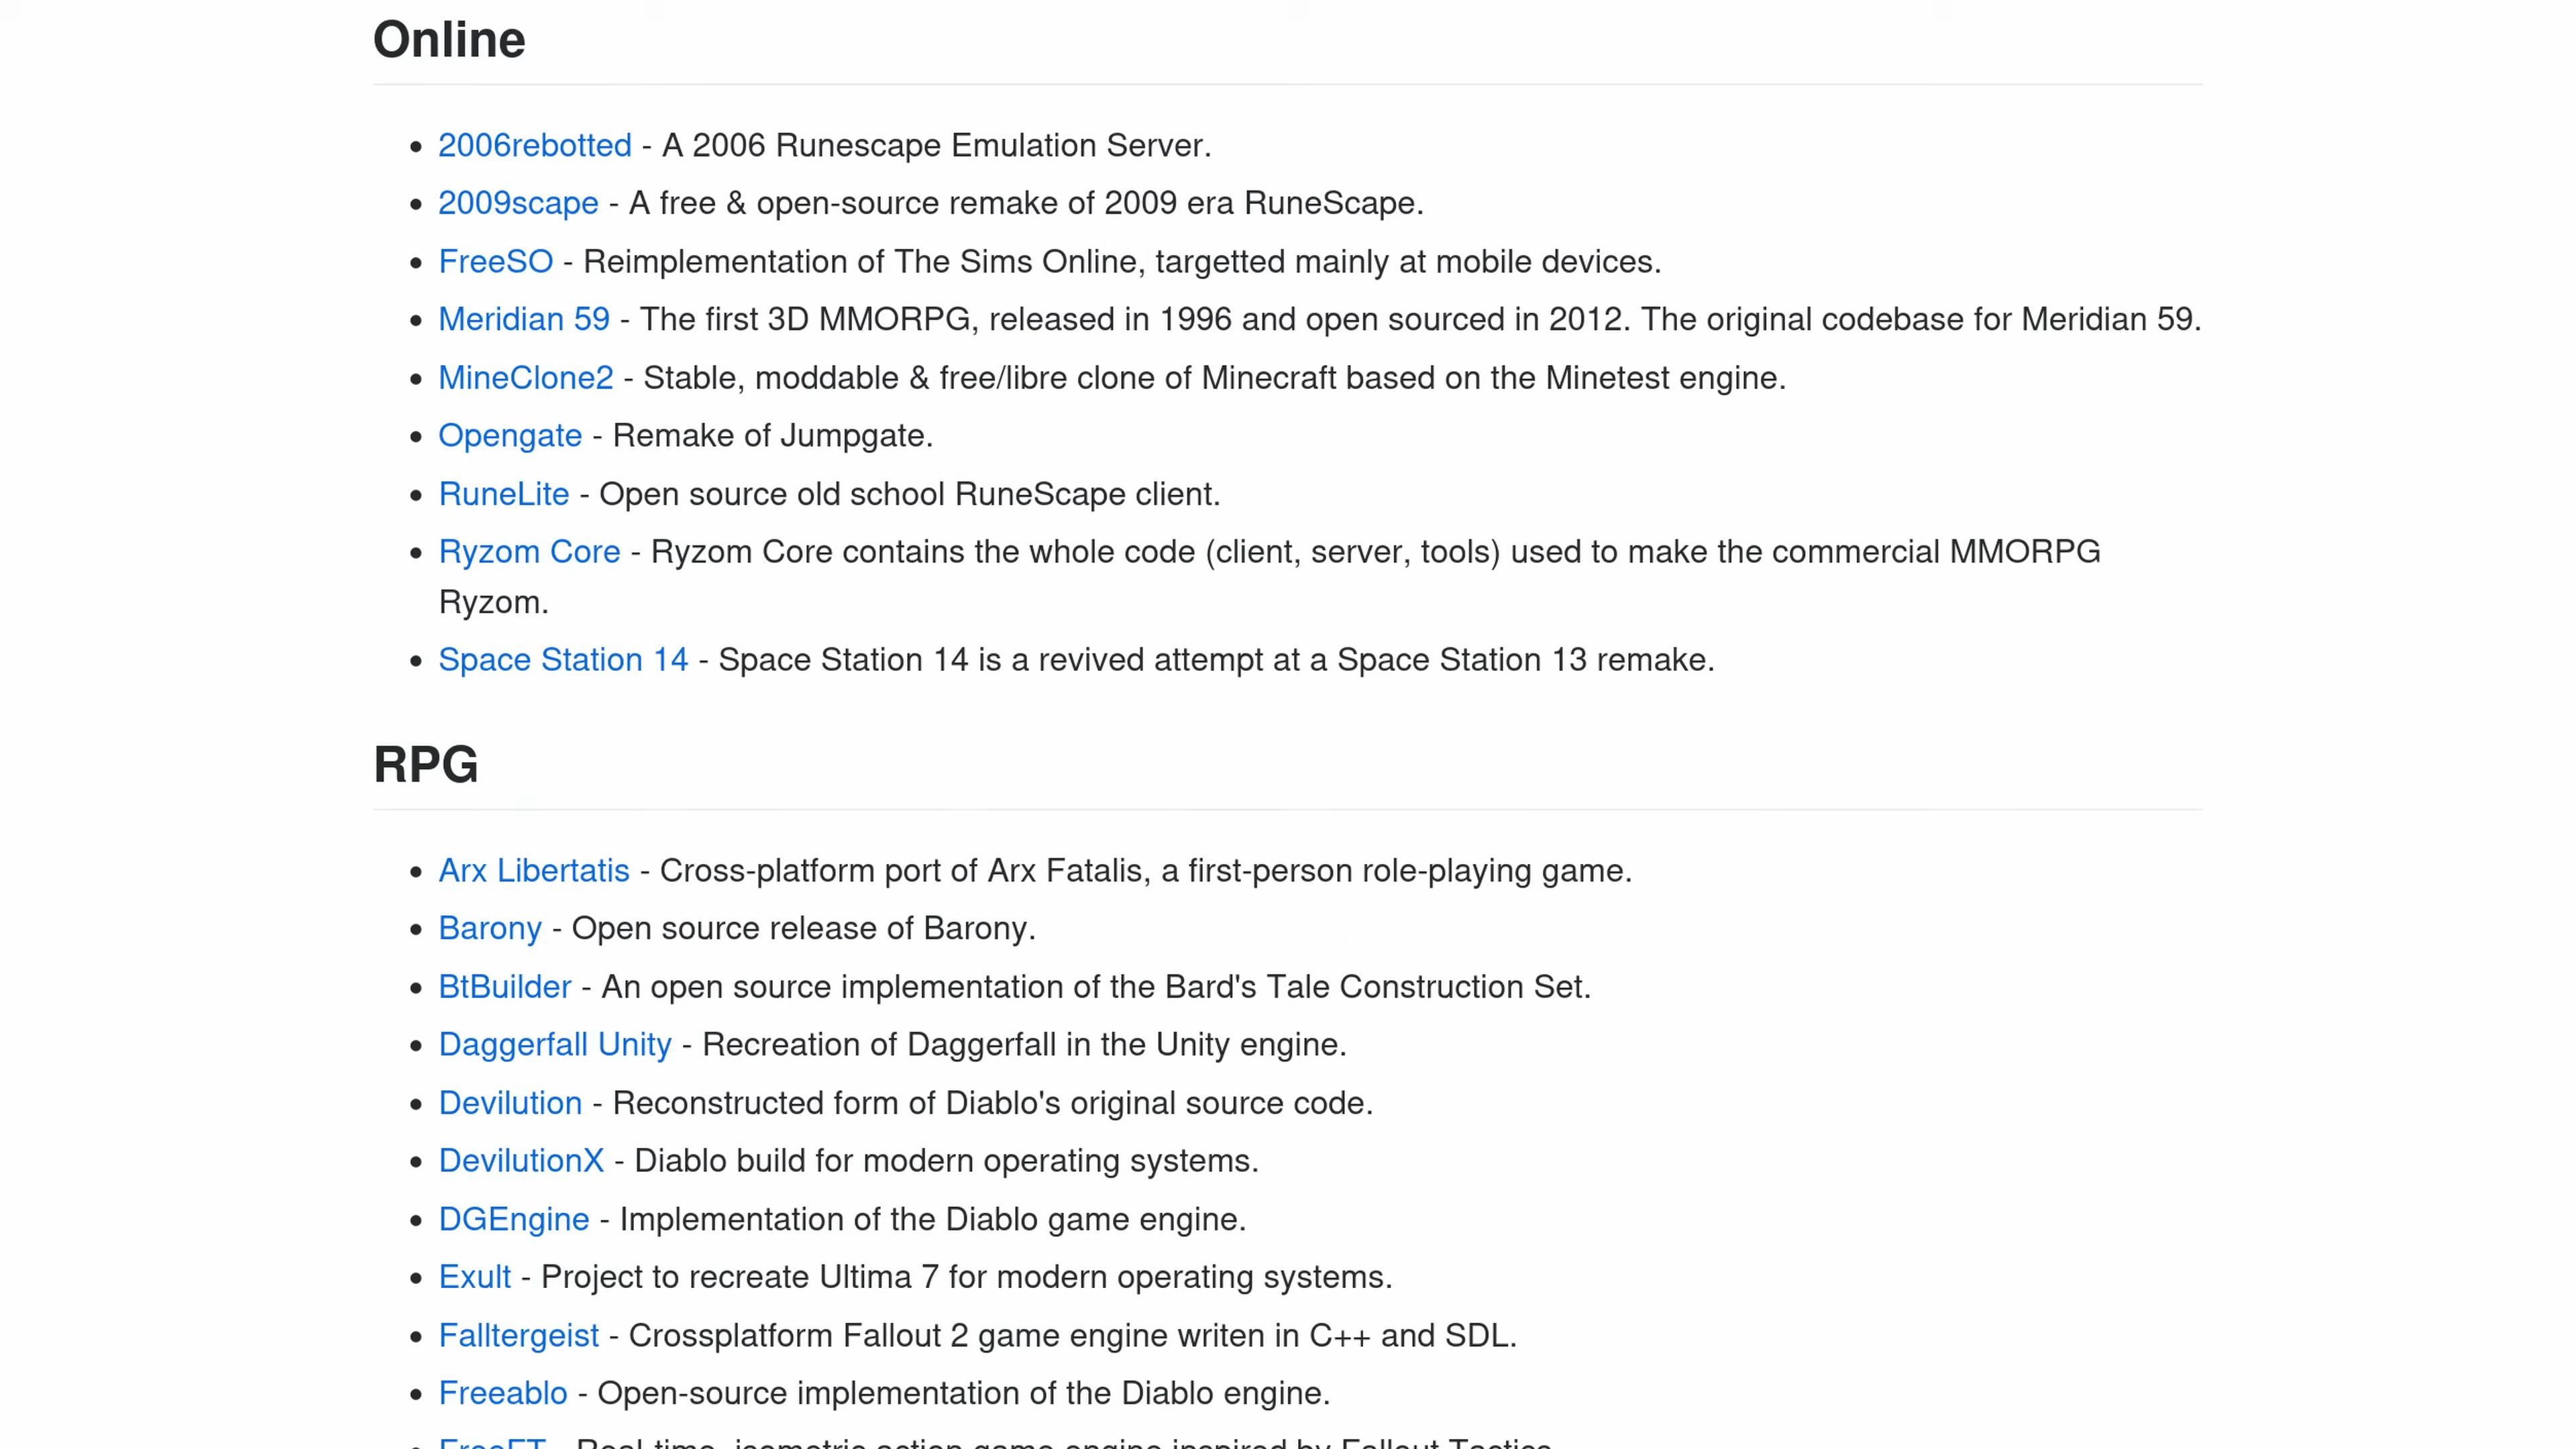 Online
2006rebotted - A 2006 Runescape Emulation Server.
2009scape - A free & open-source remake of 2009 era RuneScape.
FreeSO - Reimplementation of The Sims Online, targetted mainly at mobile devices.
Meridian 59 - The first 3D MMORPG, released in 1996 and open sourced in 2012. The original codebase for Meridian 59.
MineClone2 - Stable, moddable & free/libre clone of Minecraft based on the Minetest engine.
Opengate - Remake of Jumpgate.
RuneLite - Open source old school RuneScape client.
Ryzom Core - Ryzom Core contains the whole code (client, server, tools) used to make the commercial MMORPG
Ryzom.
Space Station 14 - Space Station 14 is a revived attempt at a Space Station 13 remake.
RPG
Arx Libertatis - Cross-platform port of Arx Fatalis, a first-person role-playing game.
Barony - Open source release of Barony.
BtBuilder - An open source implementation of the Bard's Tale Construction Set.
Daggerfall Unity - Recreation of Daggerfall in the Unity engine.
Devilution - Reconstructed form of Diablo's original source code.
DevilutionX - Diablo build for modern operating systems.
DGEngine - Implementation of the Diablo game engine.
Exult - Project to recreate Ultima 7 for modern operating systems.
Falltergeist - Crossplatform Fallout 2 game engine writen in C++ and SDL.
Freeablo - Open-source implementation of the Diablo engine.
FreeFT - Real-time, isometric action game engine inspired by Fallout Tactics